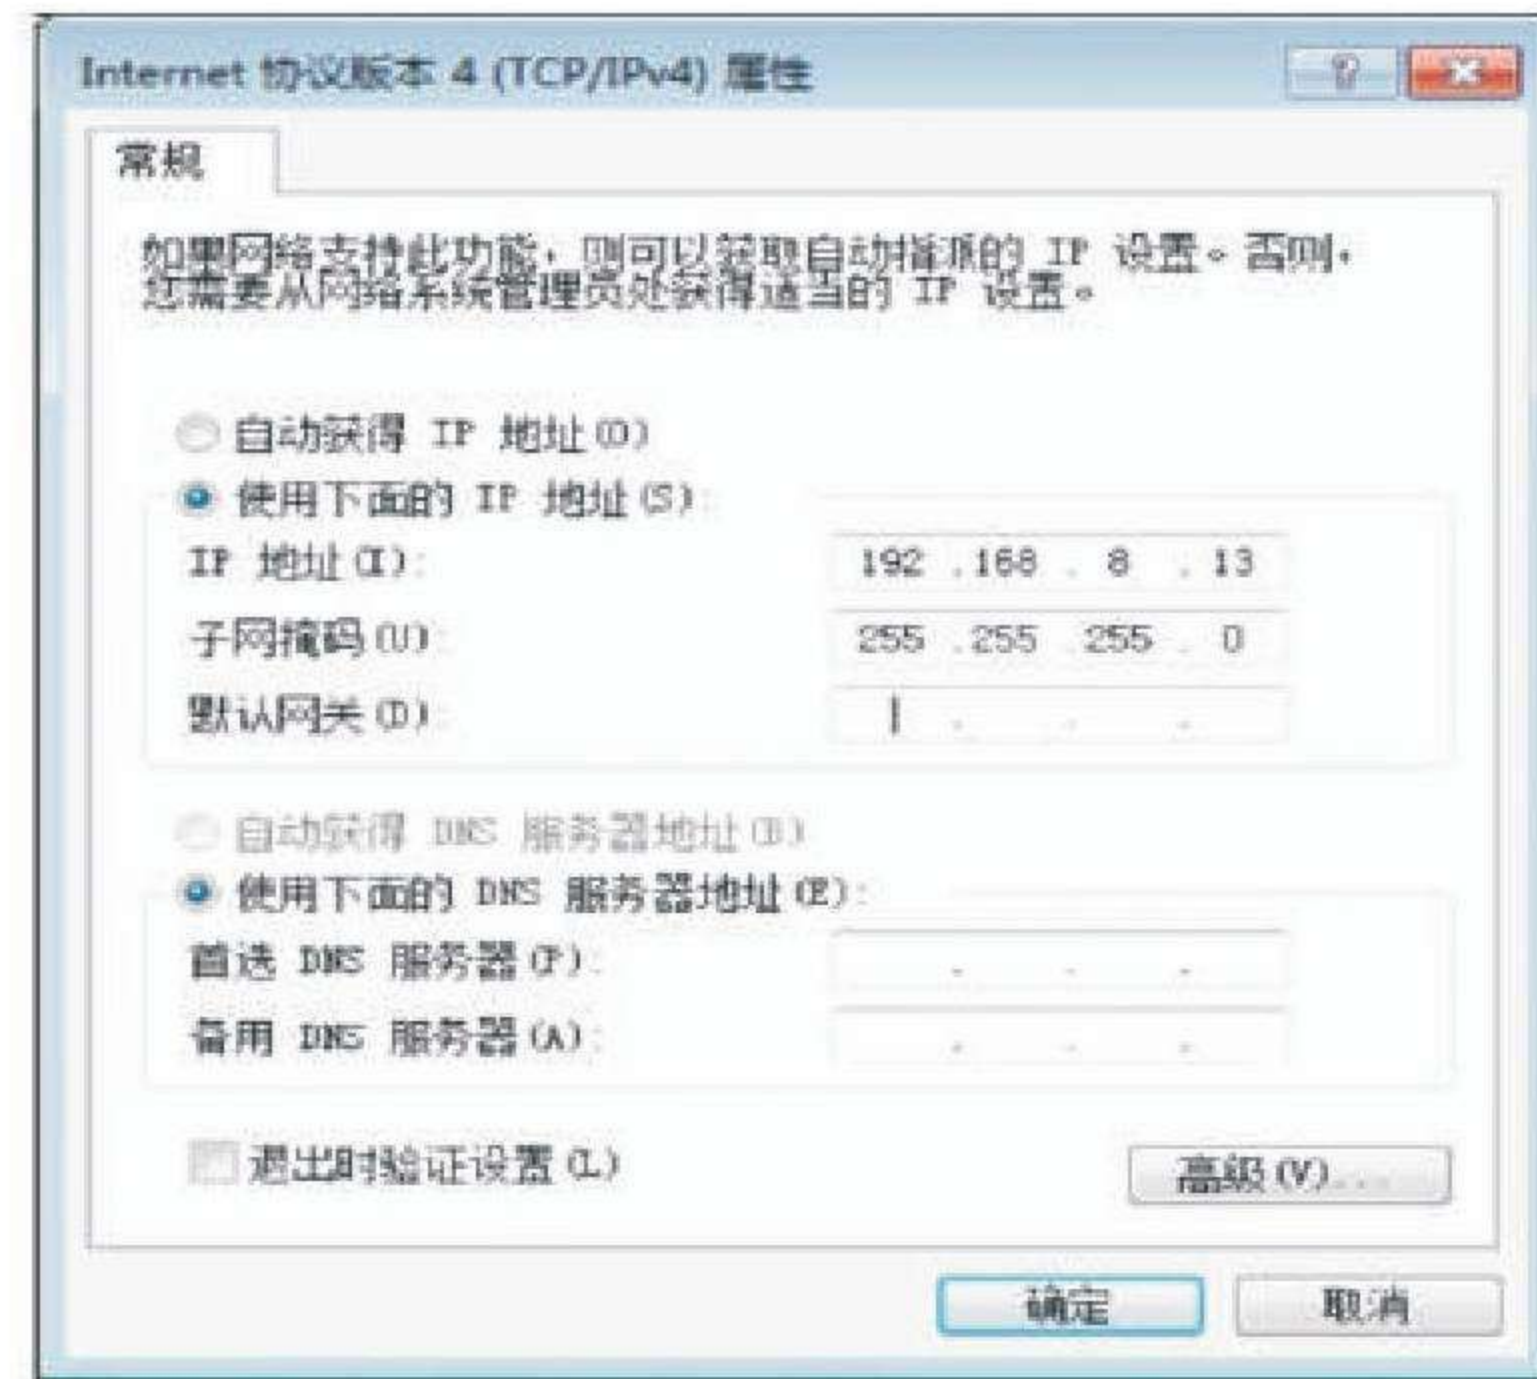 Internet 协议版本 4 (TCP/IPv4) 属性
常规
如果网络支持此功能，则可以获取自动指派的 IP 设置。否则，
您需要从网络系统管理员处获得适当的 IP 设置。
自动获得 IP 地址(O)
使用下面的 IP 地址(S):
IP 地址(I): 192 .168 . 8 . 13
子网掩码(U): 255 .255 .255 . 0
默认网关(D): . . .
自动获得 DNS 服务器地址(B)
使用下面的 DNS 服务器地址(E):
首选 DNS 服务器(P): . . .
备用 DNS 服务器(A): . . .
退出时验证设置(L)
高级(V)...
确定 取消